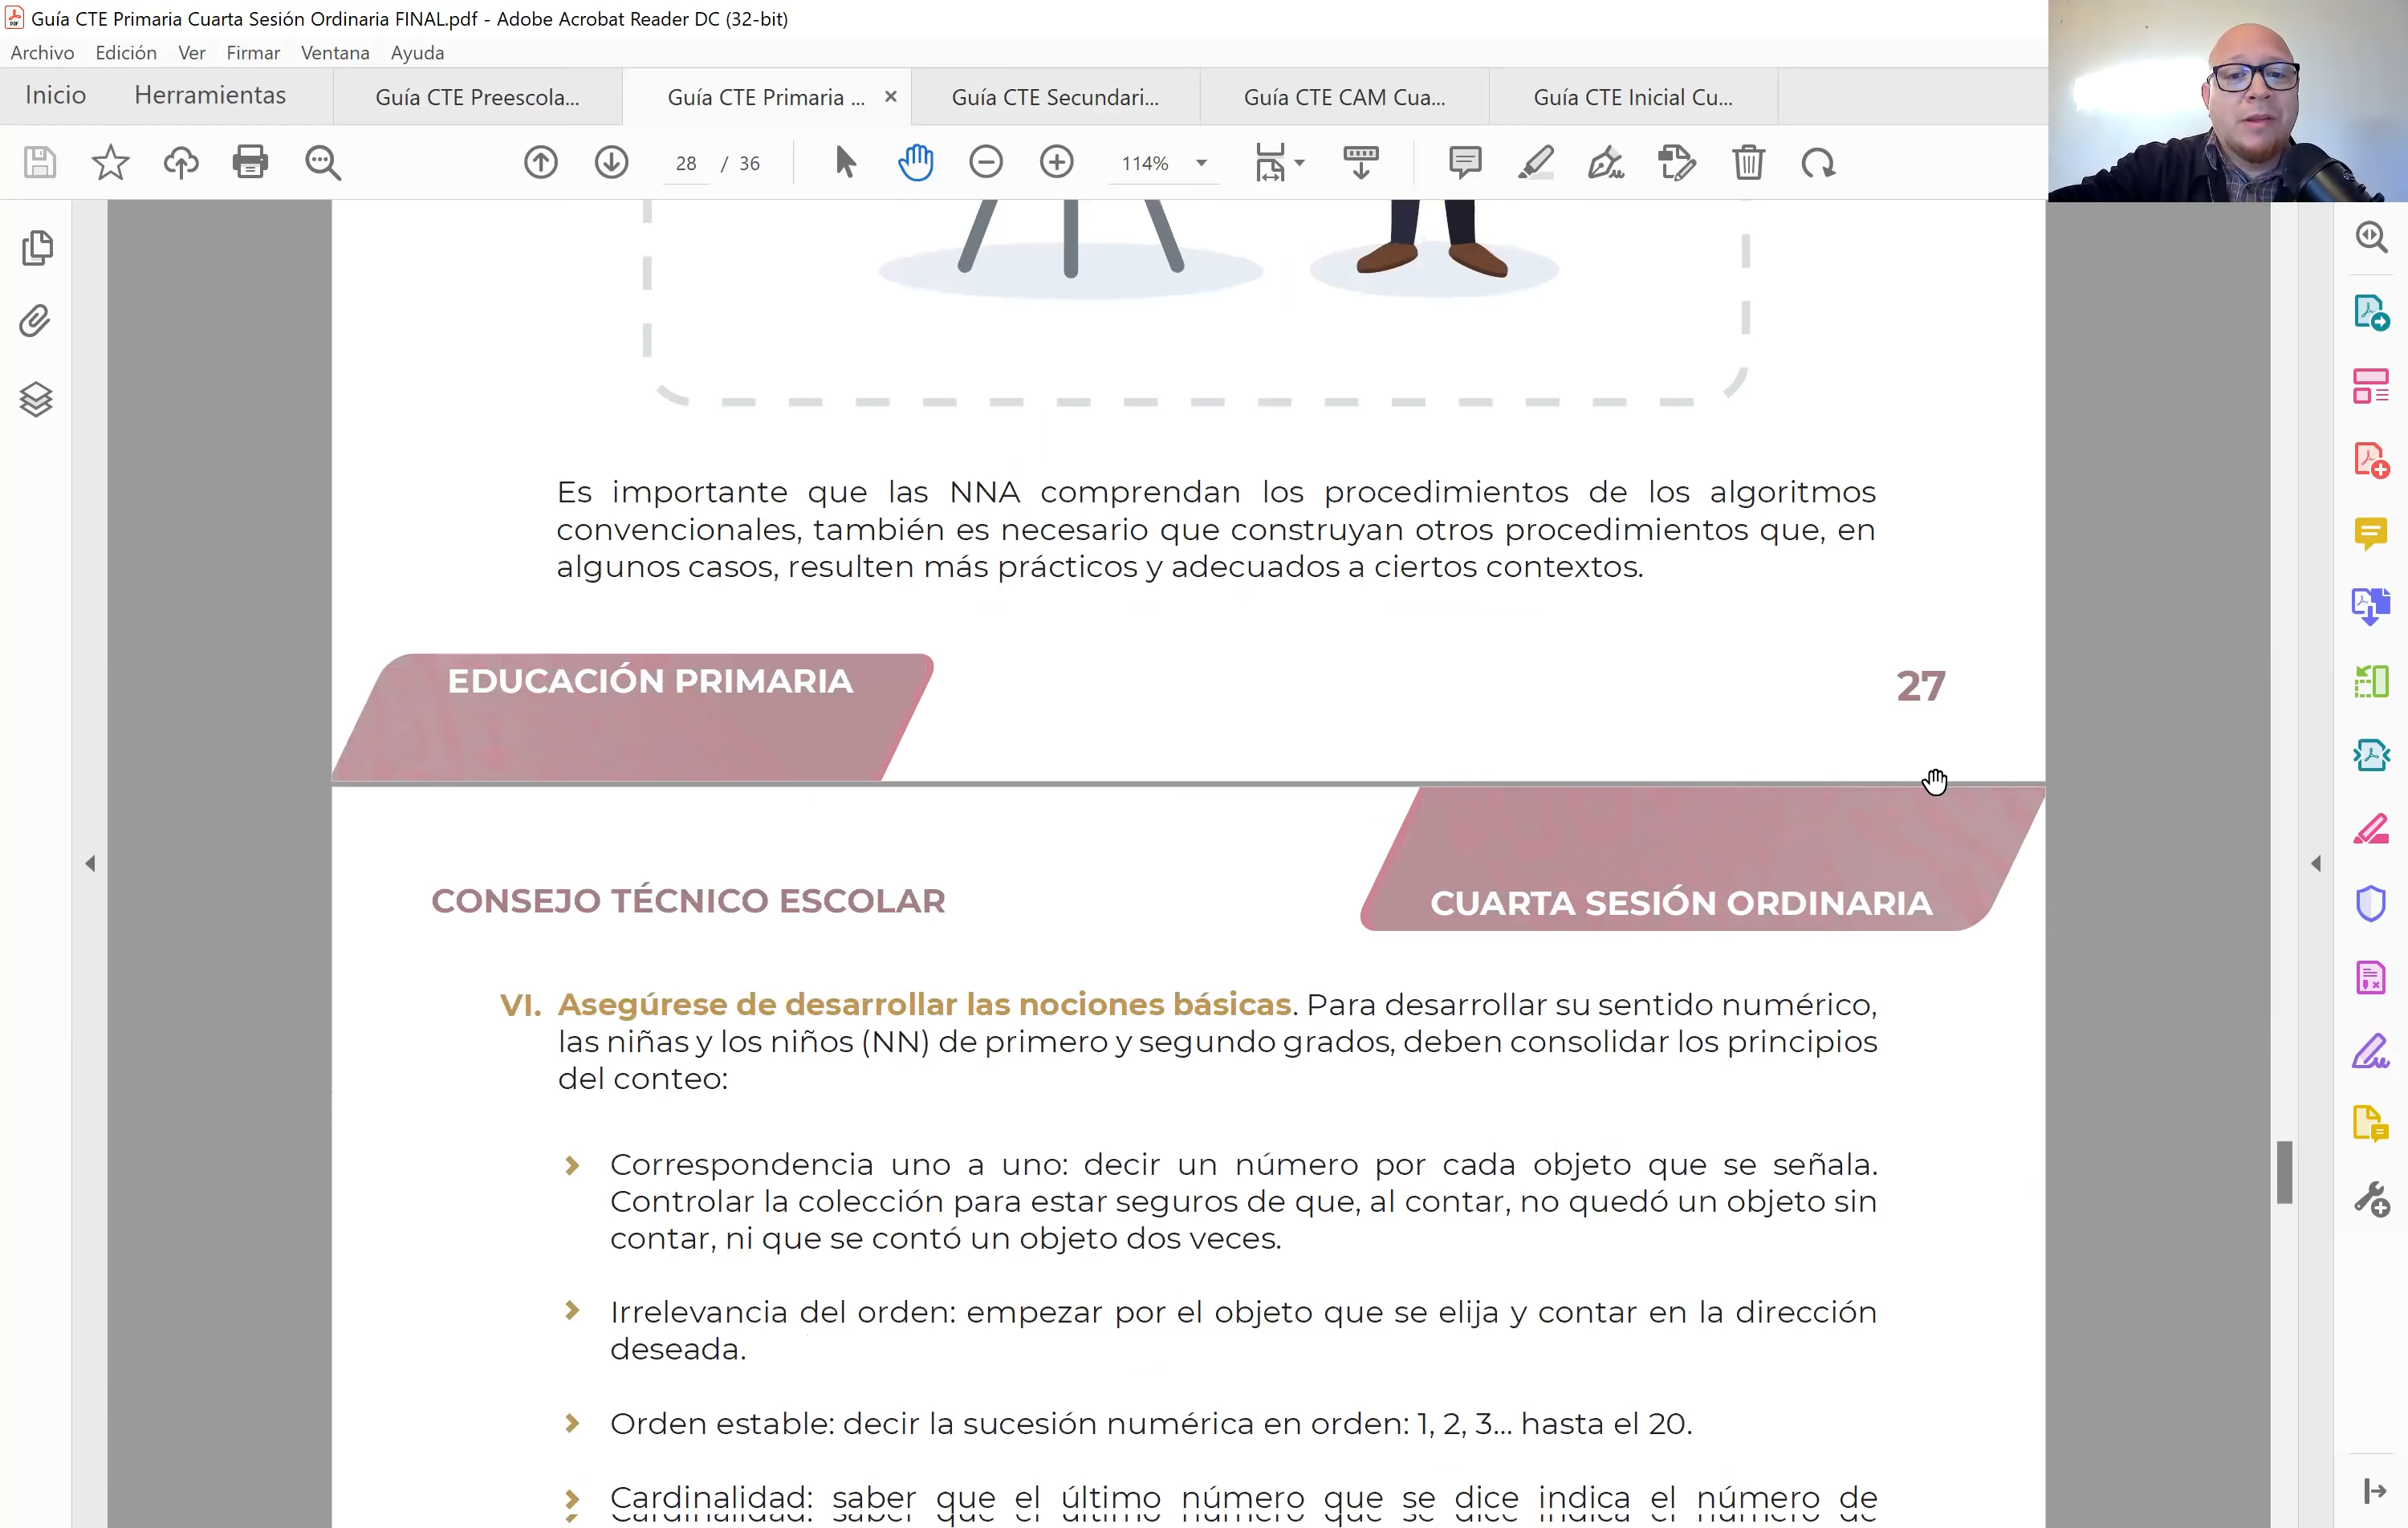 Guía CTE Primaria Cuarta Sesión Ordinaria FINAL.pdf - Adobe Acrobat Reader DC (32-bit)
Archivo Edición Ver Firmar Ventana Ayuda
Inicio Herramientas Guía CTE Preescola... Guía CTE Primaria ... × Guía CTE Secundari... Guía CTE CAM Cua... Guía CTE Inicial Cu...
28 / 36 114%
Es importante que las NNA comprendan los procedimientos de los algoritmos
convencionales, también es necesario que construyan otros procedimientos que, en
algunos casos, resulten más prácticos y adecuados a ciertos contextos.
EDUCACIÓN PRIMARIA
27
CONSEJO TÉCNICO ESCOLAR
CUARTA SESIÓN ORDINARIA
VI. Asegúrese de desarrollar las nociones básicas. Para desarrollar su sentido numérico,
las niñas y los niños (NN) de primero y segundo grados, deben consolidar los principios
del conteo:
Correspondencia uno a uno: decir un número por cada objeto que se señala.
Controlar la colección para estar seguros de que, al contar, no quedó un objeto sin
contar, ni que se contó un objeto dos veces.
Irrelevancia del orden: empezar por el objeto que se elija y contar en la dirección
deseada.
Orden estable: decir la sucesión numérica en orden: 1, 2, 3... hasta el 20.
Cardinalidad: saber que el último número que se dice indica el número de